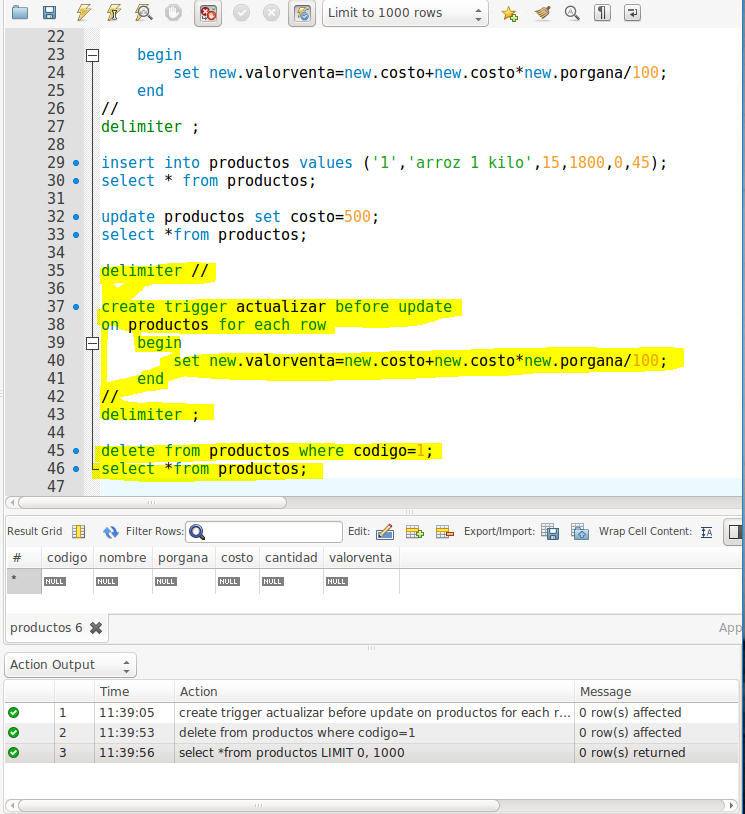 Limit to 1000 rows
22
23 begin
24 set new.valorventa=new.costo+new.costo*new.porgana/100;
25 end
26 //
27 delimiter ;
28
29 insert into productos values ('1','arroz 1 kilo',15,1800,0,45);
30 select * from productos;
31
32 update productos set costo=500;
33 select *from productos;
34
35 delimiter //
36
37 create trigger actualizar before update
38 on productos for each row
39 begin
40 set new.valorventa=new.costo+new.costo*new.porgana/100;
41 end
42 //
43 delimiter ;
44
45 delete from productos where codigo=1;
46 select *from productos;
47
Result Grid Filter Rows: Edit: Export/Import: Wrap Cell Content:
# codigo nombre porgana costo cantidad valorventa
* NULL NULL NULL NULL NULL NULL
productos 6 App
Action Output
Time Action Message
1 11:39:05 create trigger actualizar before update on productos for each r... 0 row(s) affected
2 11:39:53 delete from productos where codigo=1 0 row(s) affected
3 11:39:56 select *from productos LIMIT 0, 1000 0 row(s) returned